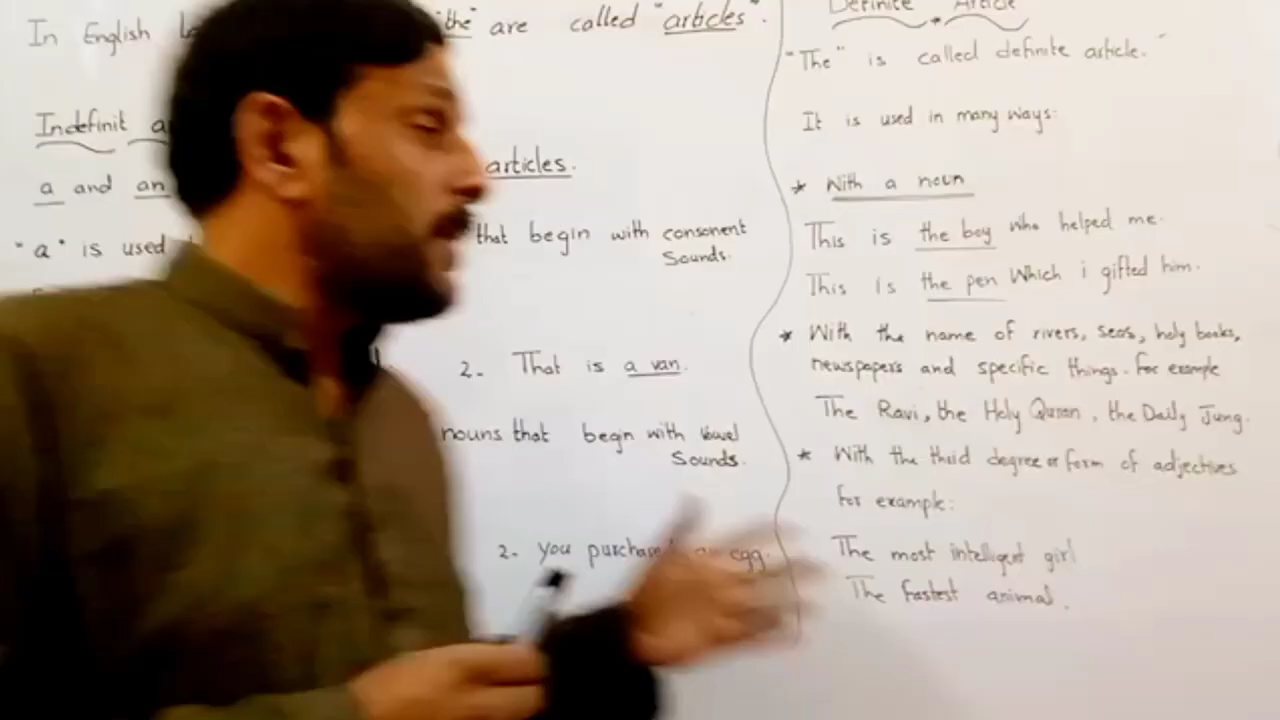 In English "the" are called "articles".
Indefinit
a and an articles.
"a" is used that begin with consonent
Sounds.
2. That is a van.
nouns that begin with vowel
Sounds.
2. You purchased an egg.
Definite Article
"The" is called definite article.
It is used in many ways:
* With a noun
This is the boy who helped me.
This is the pen Which i gifted him.
* With the name of rivers, seas, holy books,
newspapers and specific things. For example
The Ravi, the Holy Quran, the Daily Jung.
* With the thuid degree or form of adjectives
For example:
The most intelligent girl
The fastest animal.